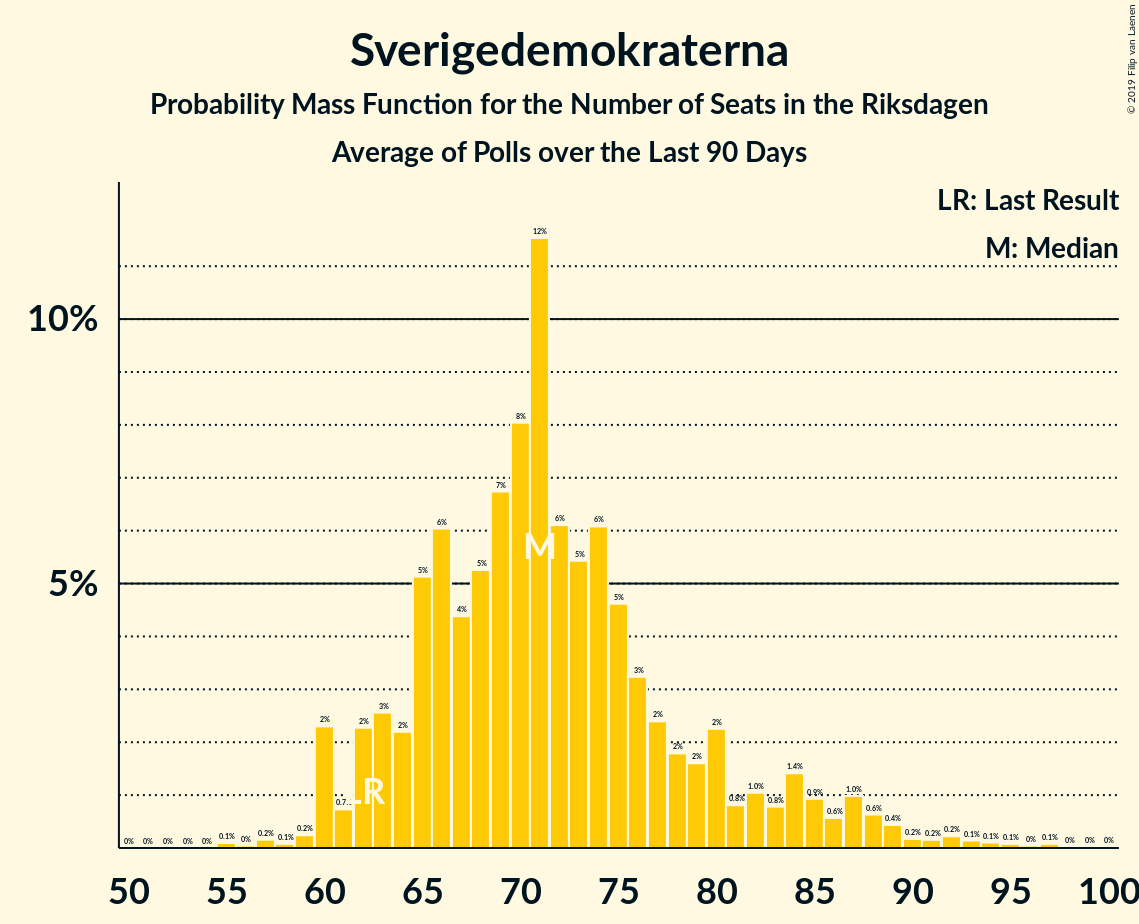 Sverigedemokraterna
Probability Mass Function for the Number of Seats in the Riksdagen
Average of Polls over the Last 90 Days
© 2019 Filip van Laenen
LR: Last Result
M: Median
10%
5%
0% 0% 0% 0% 0% 0.1% 0% 0.2% 0.1% 0.2% 2% 0.7… 2% 3% 2% 5% 6% 4% 5% 7% 8% 12% 6% 5% 6% 5% 3% 2% 2% 2% 2% 0.8% 1.0% 0.8% 1.4% 0.9% 0.6% 1.0% 0.6% 0.4% 0.2% 0.2% 0.2% 0.1% 0.1% 0.1% 0% 0.1% 0% 0% 0%
M
LR
50 55 60 65 70 75 80 85 90 95 100